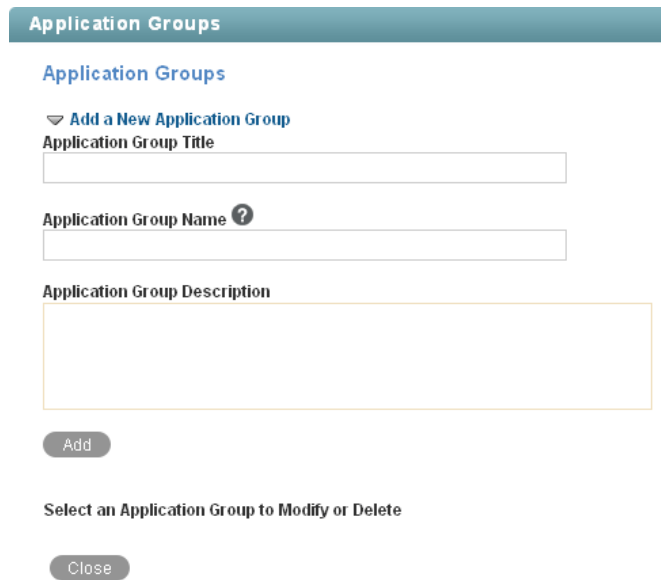 Application Groups
Application Groups
Add a New Application Group
Application Group Title
Application Group Name ?
Application Group Description
Add
Select an Application Group to Modify or Delete
Close